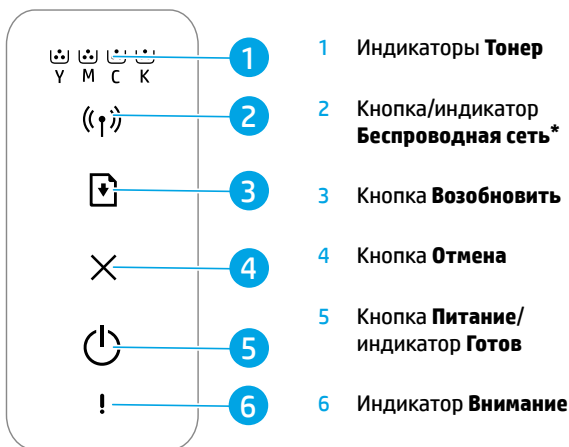 Y M C K
1
2
3
4
5
6
!
1 Индикаторы Тонер
2 Кнопка/индикатор
Беспроводная сеть*
3 Кнопка Возобновить
4 Кнопка Отмена
5 Кнопка Питание/
индикатор Готов
6 Индикатор Внимание